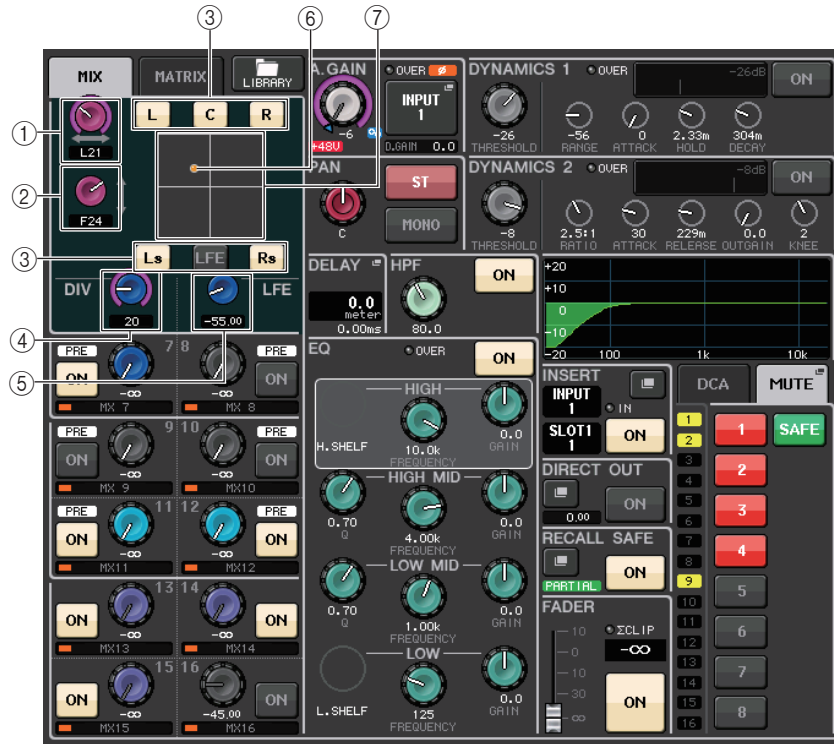 ③ ⑥ ⑦
MIX MATRIX LIBRARY
① L C R
L21
②
F24
③ Ls LFE Rs
DIV LFE
20 -55.00
④ ⑤
PRE 7 8 PRE
ON -∞ -∞ ON
MX 7 MX 8
PRE 9 10 PRE
ON -∞ -∞ ON
MX 9 MX10
PRE 11 12 PRE
ON -∞ -∞ ON
MX11 MX12
13 14
ON -∞ -∞ ON
MX13 MX14
15 16
ON -∞ -45.00 ON
MX15 MX16
A.GAIN OVER Ø
INPUT
1
-6
+48V D.GAIN 0.0
PAN ST
C MONO
DELAY HPF ON
0.0
meter
0.00ms 80.0
EQ OVER ON
HIGH
H.SHELF 10.0k 0.0
FREQUENCY GAIN
HIGH MID
0.70 4.00k 0.0
Q FREQUENCY GAIN
LOW MID
0.70 1.00k 0.0
Q FREQUENCY GAIN
LOW
L.SHELF 125 0.0
FREQUENCY GAIN
DYNAMICS 1 OVER -26dB ON
-26 -56 0 2.33m 304m
THRESHOLD RANGE ATTACK HOLD DECAY
DYNAMICS 2 OVER -8dB ON
-8 2.5:1 30 229m 0.0 2
THRESHOLD RATIO ATTACK RELEASE OUTGAIN KNEE
+20
+10
0
-10
-20 100 1k 10k
INSERT
INPUT
1 IN
SLOT1
1 ON
DIRECT OUT
0.00 ON
RECALL SAFE
PARTIAL ON
FADER
10 ΣCLIP
0 -∞
10
30
∞ ON
DCA MUTE
1
2
3
4
5
6
7
8
9
10
11
12
13
14
15
16
1 SAFE
2
3
4
5
6
7
8